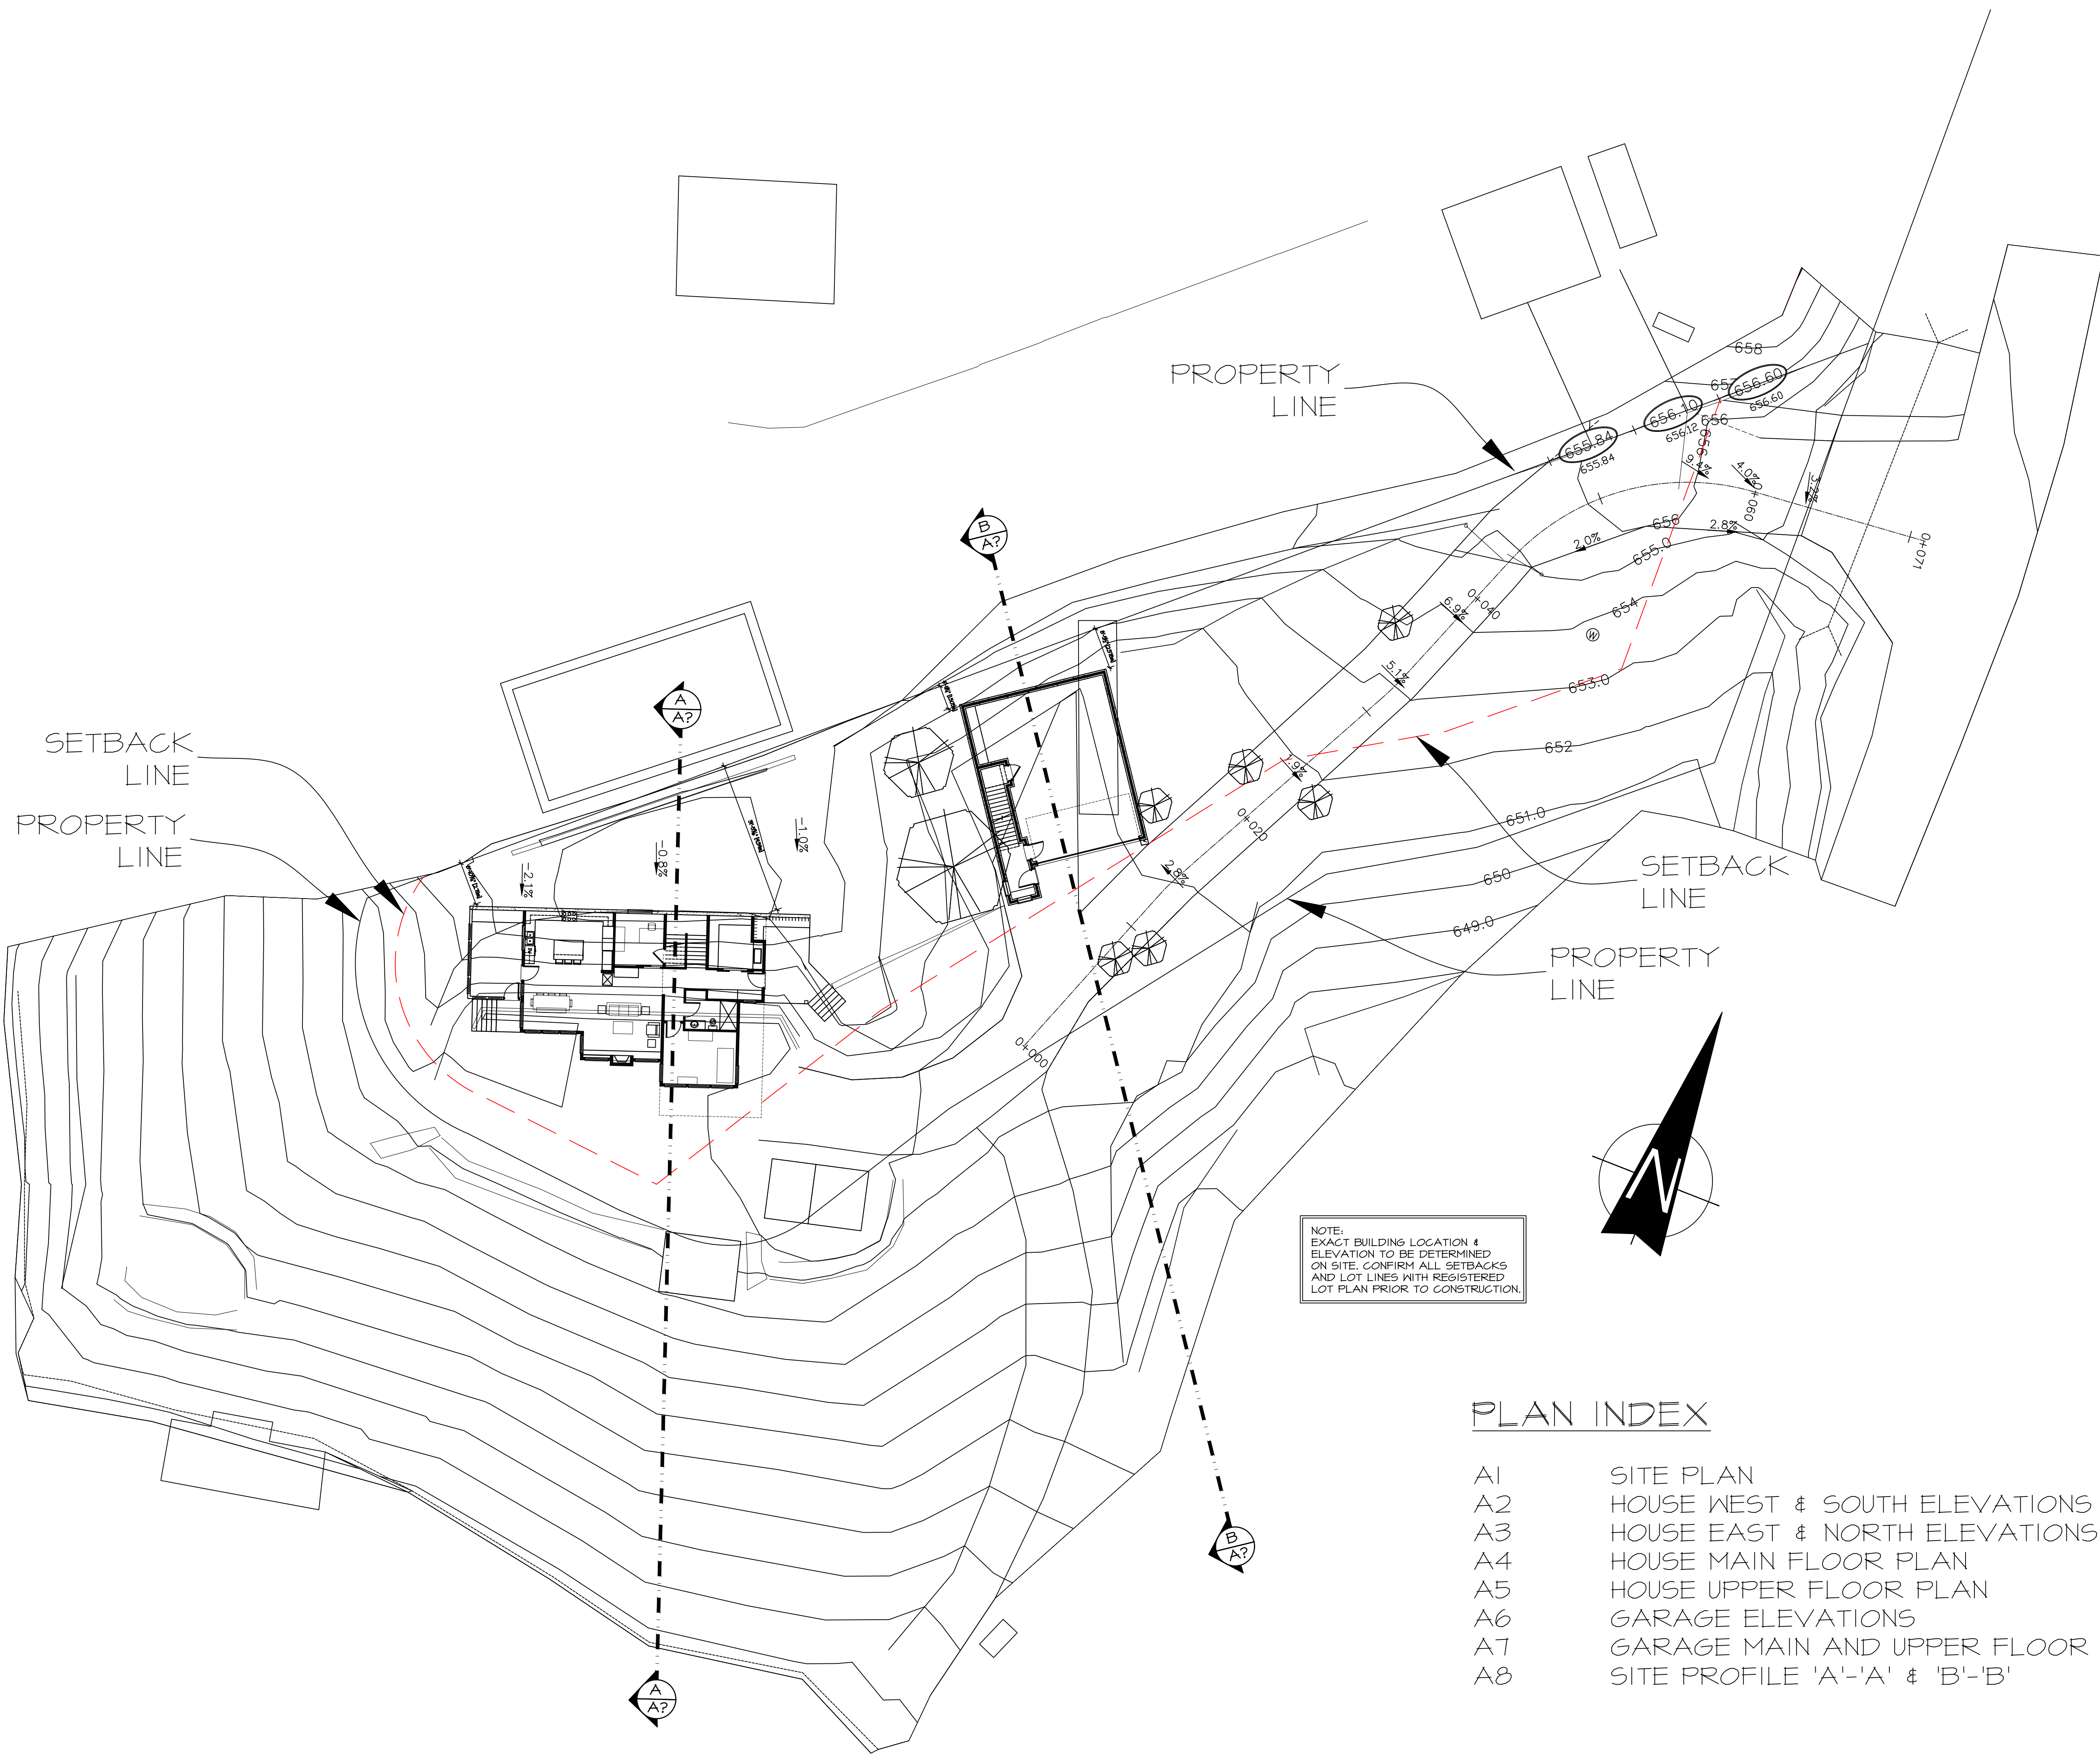 PROPERTY
LINE
658
657
656.60
656.60
656.10
656.12
656
656
655.84
655.84
9.4%
4.0%
0+060
5.2%
2.8%
0+071
656
2.0%
655.0
654
W
0+040
6.9%
5.1%
653.0
652
651.0
650
649.0
B
A?
A
A?
SETBACK
LINE
PROPERTY
LINE
-2.1%
-0.8%
-1.0%
0+020
2.8%
0+000
SETBACK
LINE
PROPERTY
LINE
N
NOTE:
EXACT BUILDING LOCATION &
ELEVATION TO BE DETERMINED
ON SITE. CONFIRM ALL SETBACKS
AND LOT LINES WITH REGISTERED
LOT PLAN PRIOR TO CONSTRUCTION.
PLAN INDEX
A1 SITE PLAN
A2 HOUSE WEST & SOUTH ELEVATIONS
A3 HOUSE EAST & NORTH ELEVATIONS
A4 HOUSE MAIN FLOOR PLAN
A5 HOUSE UPPER FLOOR PLAN
A6 GARAGE ELEVATIONS
A7 GARAGE MAIN AND UPPER FLOOR
A8 SITE PROFILE 'A'-'A' & 'B'-'B'
B
A?
A
A?